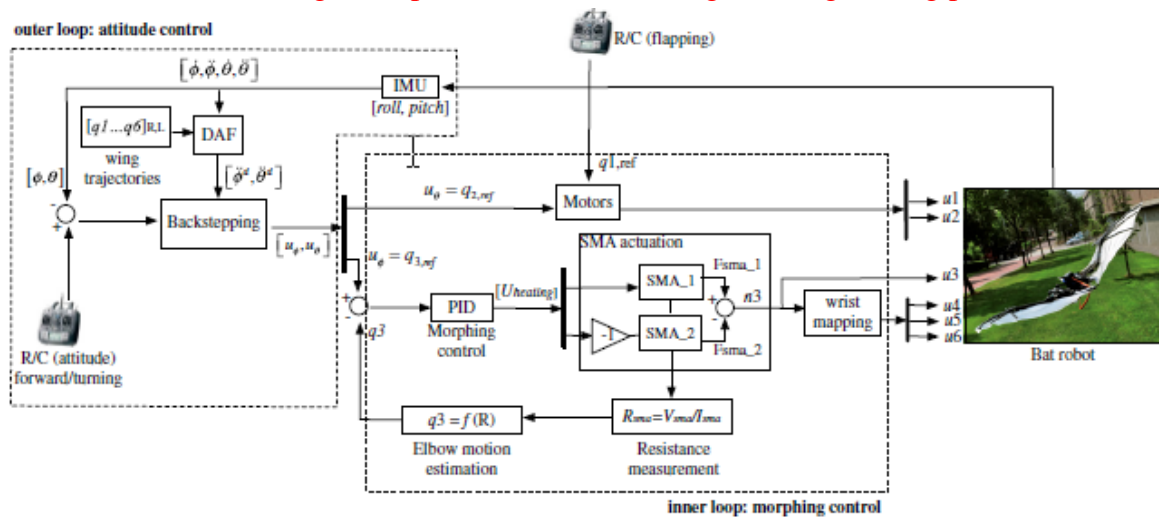 outer loop: attitude control
R/C (flapping)
[ϕ̇, ϕ̈, θ̇, θ̈]
IMU
[roll, pitch]
[q1...q6]R,L
DAF
wing
trajectories
[ϕ,θ]
[ϕ̈ᵈ, θ̈ᵈ]
q1,ref
-
+
Backstepping
[uϕ, uθ]
uθ = q2,ref
Motors
u1
u2
uϕ = q3,ref
SMA actuation
Fsma_1
[Uheating]
SMA_1
+
-
PID
q3
Morphing
control
-1
SMA_2
+
-
n3
Fsma_2
wrist
mapping
u3
u4
u5
u6
Bat robot
R/C (attitude)
forward/turning
q3 = f (R)
Rsma=Vsma/Isma
Elbow motion
estimation
Resistance
measurement
inner loop: morphing control